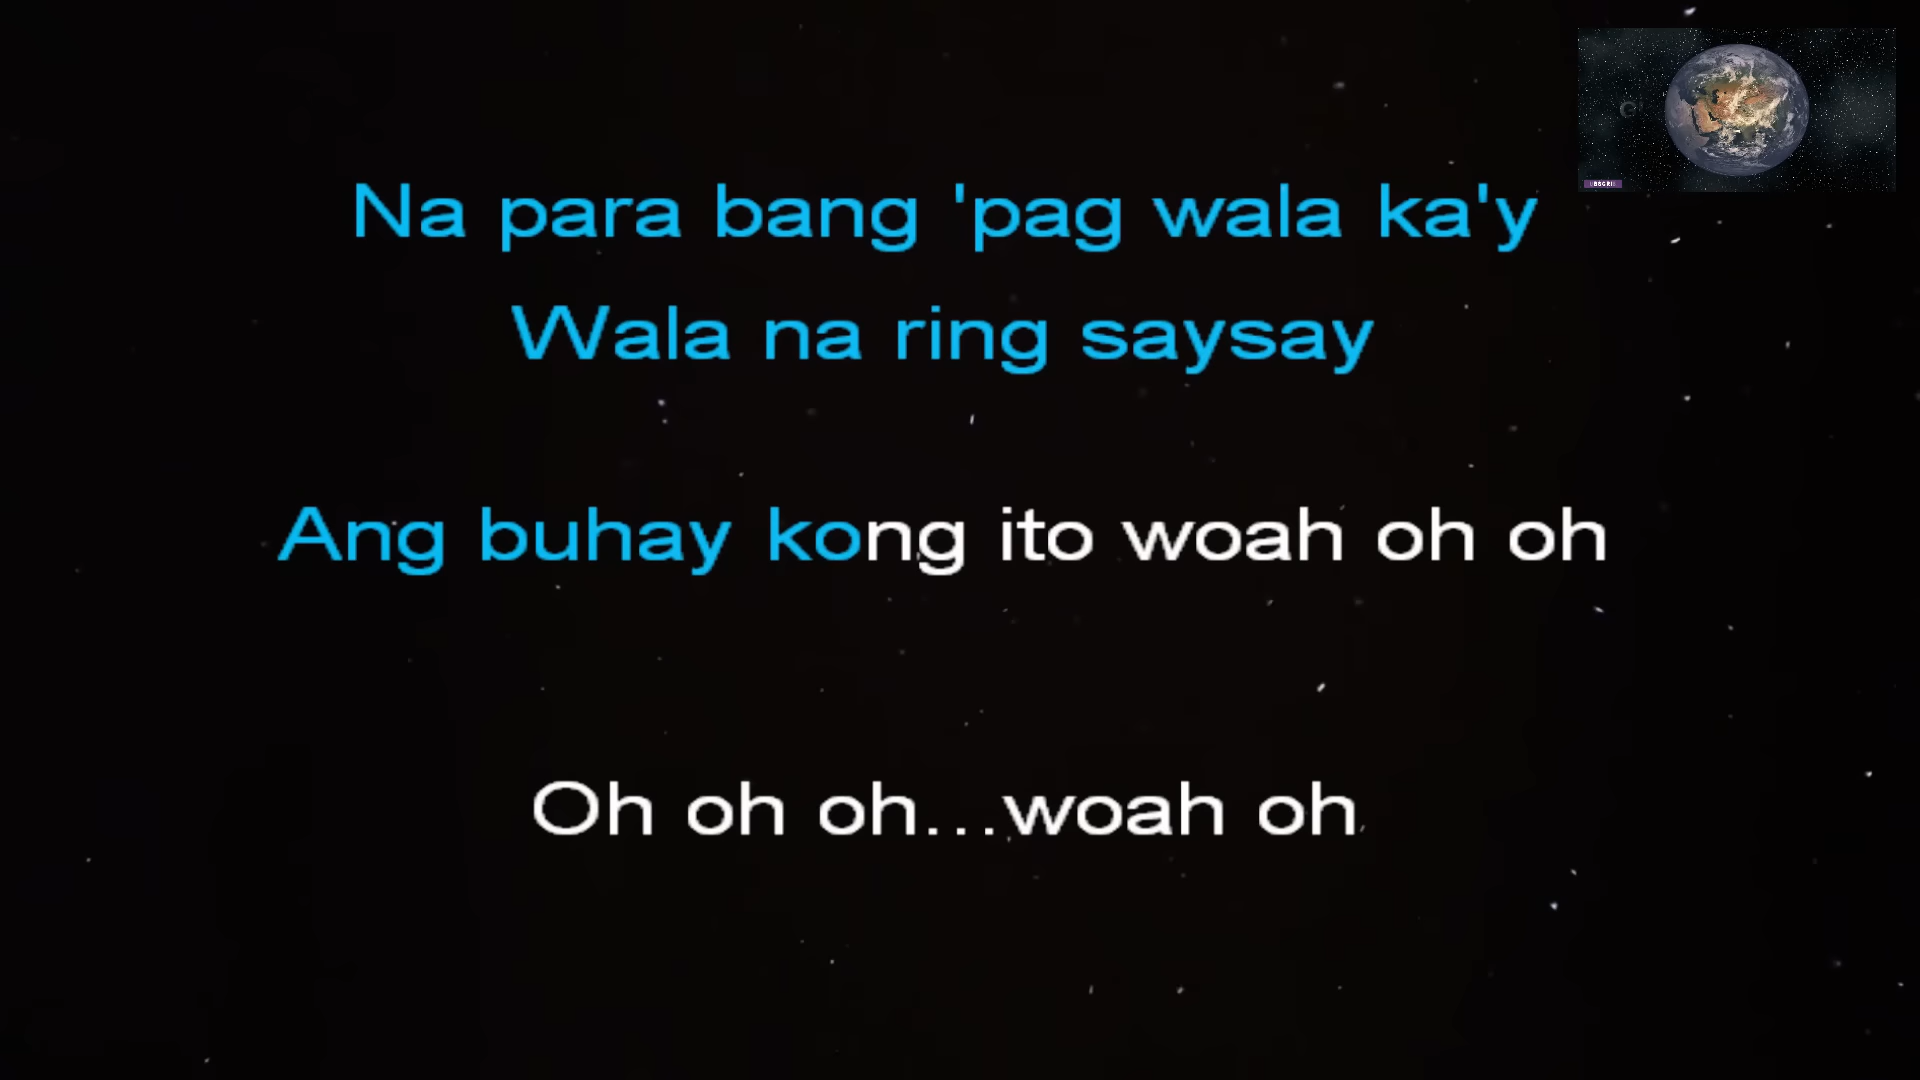 Na para bang 'pag wala ka'y
Wala na ring saysay
Ang buhay kong ito woah oh oh
Oh oh oh...woah oh